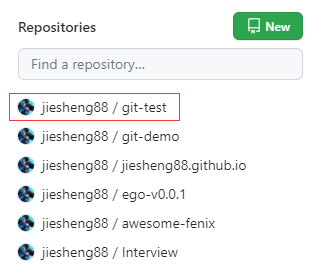 Repositories
New
Find a repository...
jiesheng88 / git-test
jiesheng88 / git-demo
jiesheng88 / jiesheng88.github.io
jiesheng88 / ego-v0.0.1
jiesheng88 / awesome-fenix
jiesheng88 / Interview